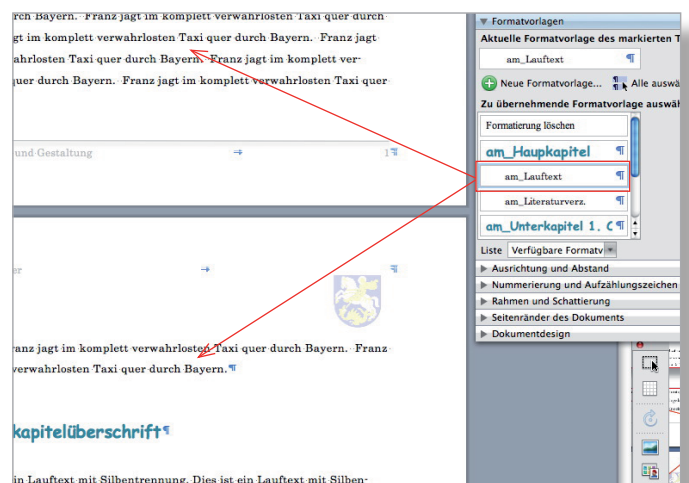 rch Bayern. Franz jagt im komplett verwahrlosten Taxi quer durch
gt im komplett verwahrlosten Taxi quer durch Bayern. Franz jagt
ahrlosten Taxi quer durch Bayern. Franz jagt im komplett ver-
uer durch Bayern. Franz jagt im komplett verwahrlosten Taxi quer
und Gestaltung → 1¶
er → ¶
ranz jagt im komplett verwahrlosten Taxi quer durch Bayern. Franz
verwahrlosten Taxi quer durch Bayern.¶
kapitelüberschrift¶
in Lauftext mit Silbentrennung. Dies ist ein Lauftext mit Silben-
Formatvorlagen
Aktuelle Formatvorlage des markierten T
am_Lauftext ¶
Neue Formatvorlage... Alle auswä
Zu übernehmende Formatvorlage auswäh
Formatierung löschen
am_Haupkapitel ¶
am_Lauftext ¶
am_Literaturverz. ¶
am_Unterkapitel 1. C ¶
Liste Verfügbare Formatv
Ausrichtung und Abstand
Nummerierung und Aufzählungszeichen
Rahmen und Schattierung
Seitenränder des Dokuments
Dokumentdesign